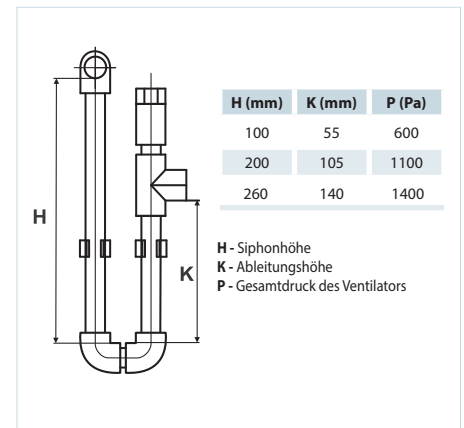 H (mm) K (mm) P (Pa)
100 55 600
200 105 1100
260 140 1400
H
K
H - Siphonhöhe
K - Ableitungshöhe
P - Gesamtdruck des Ventilators